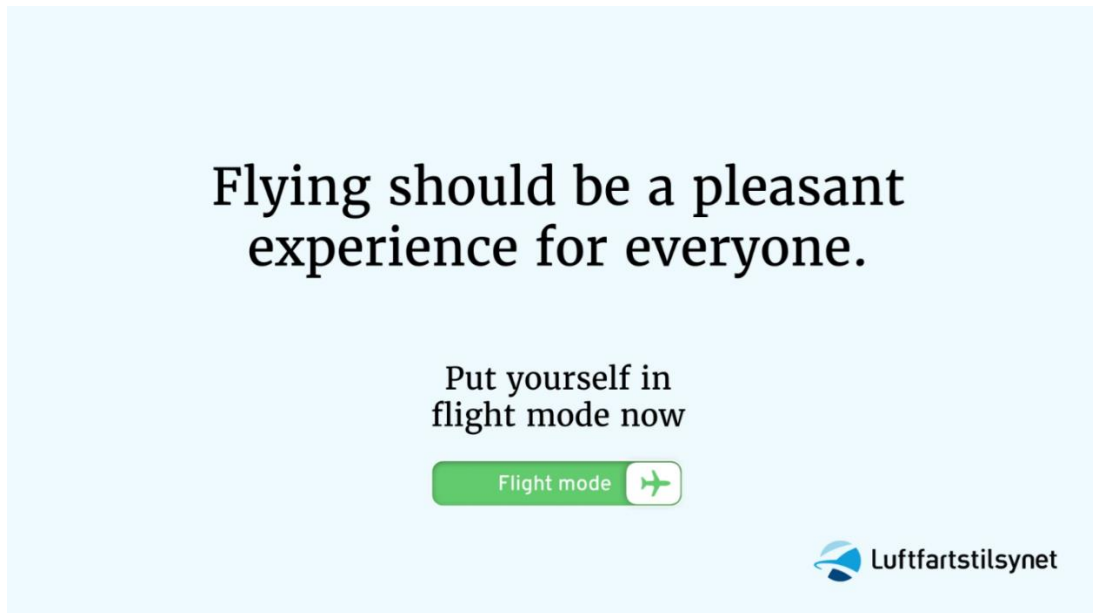 Flying should be a pleasant
experience for everyone.
Put yourself in
flight mode now
Flight mode
Luftfartstilsynet